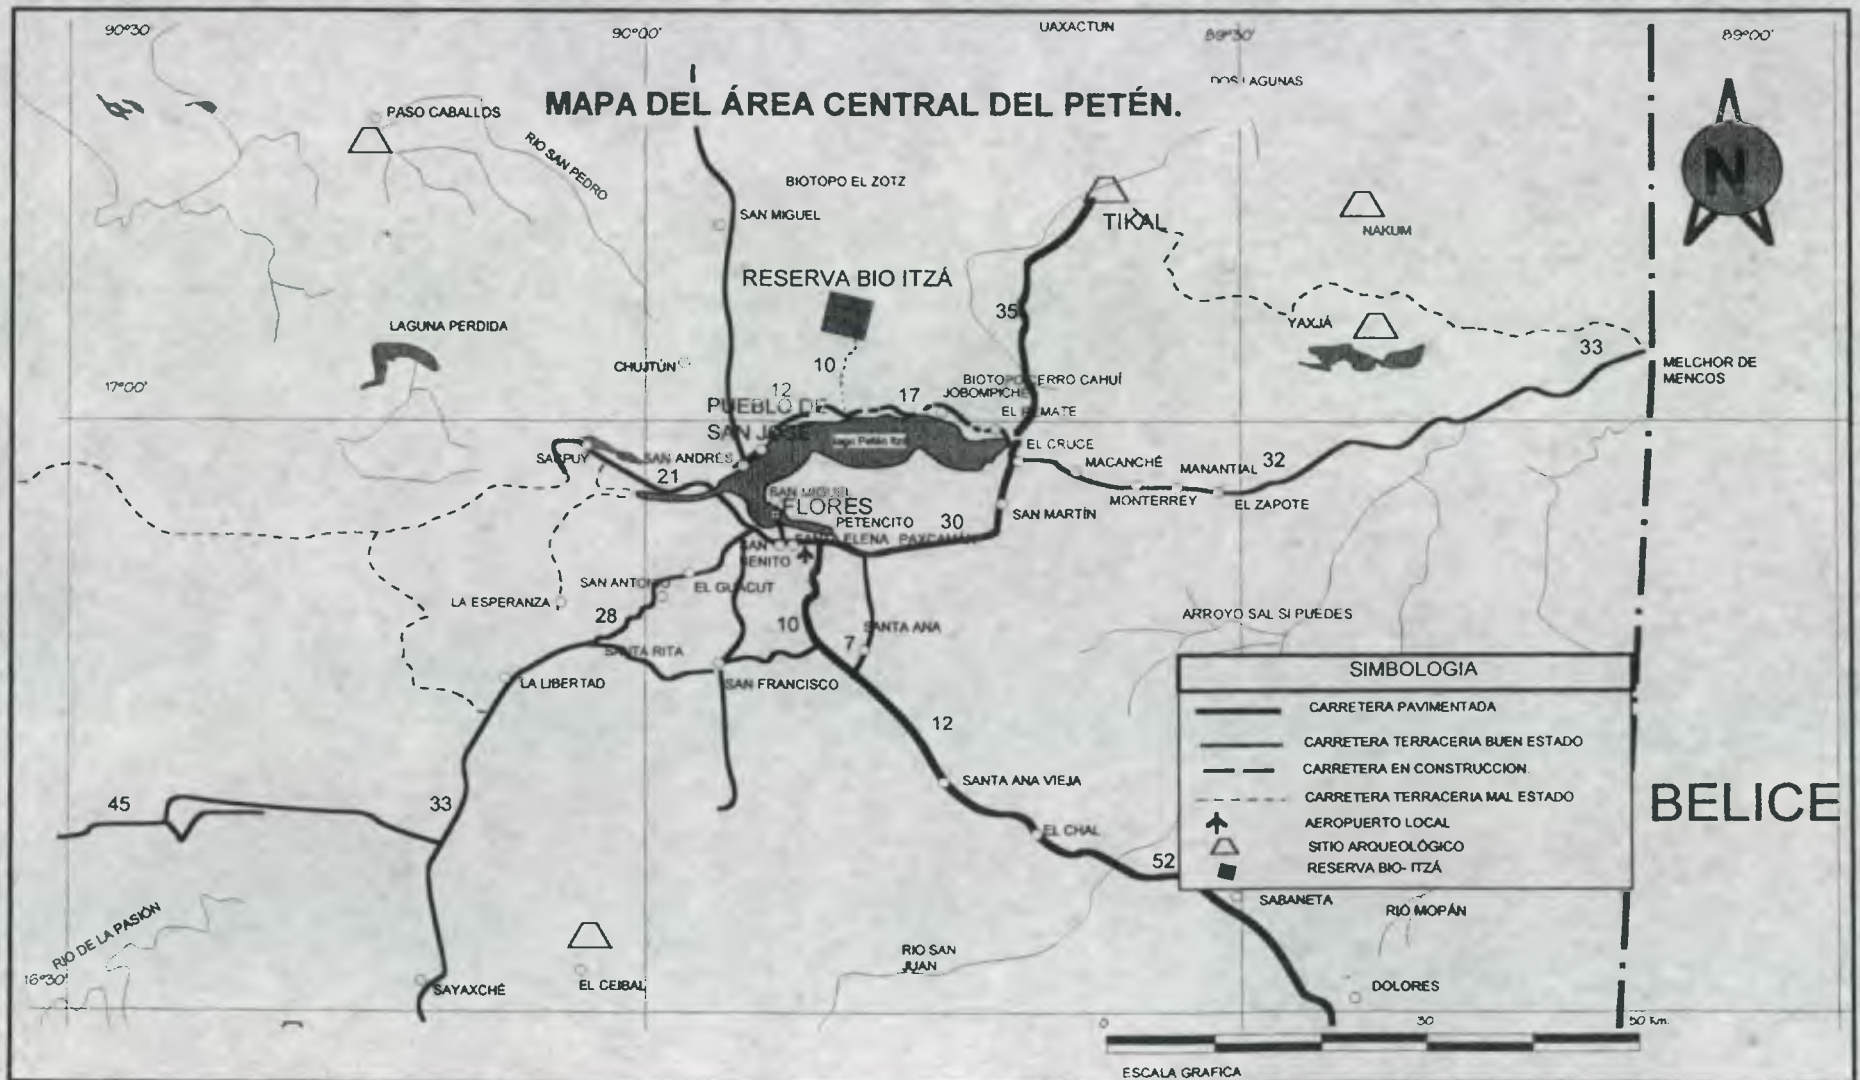 90°30'
90°00'
UAXACTUN
89°30'
89°00'
DOS LAGUNAS
MAPA DEL ÁREA CENTRAL DEL PETÉN.
PASO CABALLOS
RIO SAN PEDRO
BIOTOPO EL ZOTZ
SAN MIGUEL
TIKAL
NAKUM
N
RESERVA BIO ITZÁ
35
LAGUNA PERDIDA
YAXJÁ
33
MELCHOR DE
MENCOS
CHUJTÚN
10
BIOTOPO CERRO CAHUÍ
17°00'
12
17
JOBOMPICHE
PUEBLO DE
SAN JOSE
EL REMATE
Lago Petén Itzá
EL CRUCE
SACPUY
SAN ANDRÉS
21
MACANCHÉ
MANANTIAL
32
MONTERREY
EL ZAPOTE
SAN MIGUEL
FLORES
SAN MARTÍN
PETENCITO
30
SAN
BENITO
SANTA ELENA
PAXCAMÁN
SAN ANTONIO
EL GUACUT
LA ESPERANZA
28
10
SANTA ANA
7
ARROYO SAL SI PUEDES
SANTA RITA
LA LIBERTAD
SAN FRANCISCO
SIMBOLOGIA
CARRETERA PAVIMENTADA
CARRETERA TERRACERIA BUEN ESTADO
CARRETERA EN CONSTRUCCION.
CARRETERA TERRACERIA MAL ESTADO
AEROPUERTO LOCAL
SITIO ARQUEOLÓGICO
RESERVA BIO- ITZÁ
12
SANTA ANA VIEJA
BELICE
45
33
EL CHAL
52
SABANETA
RIO MOPÁN
RIO DE LA PASIÓN
RIO SAN
JUAN
16°30'
SAYAXCHÉ
EL CEIBAL
DOLORES
0
30
50 Km.
ESCALA GRAFICA